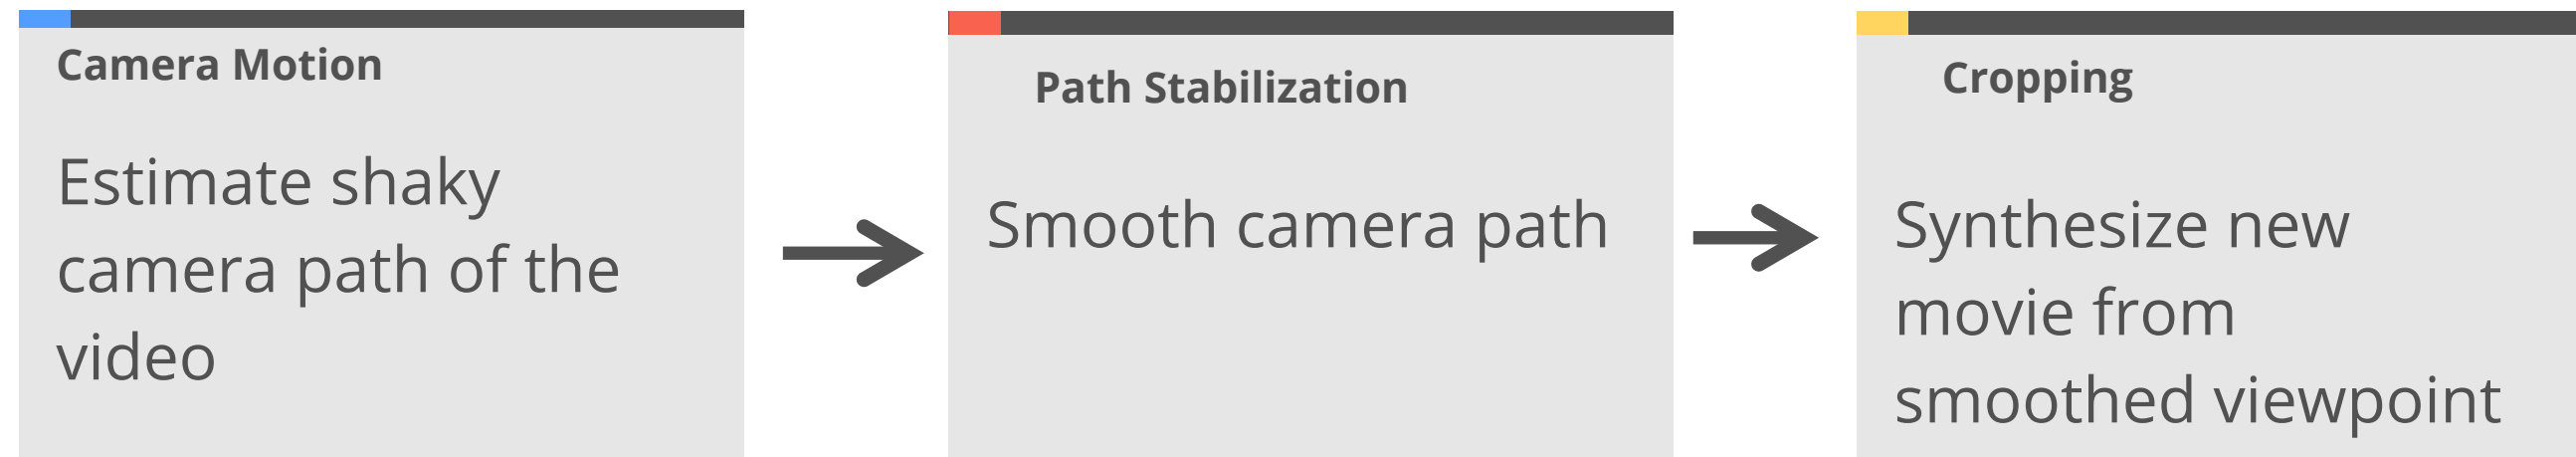 Camera Motion
Estimate shaky
camera path of the
video
Path Stabilization
Smooth camera path
Cropping
Synthesize new
movie from
smoothed viewpoint